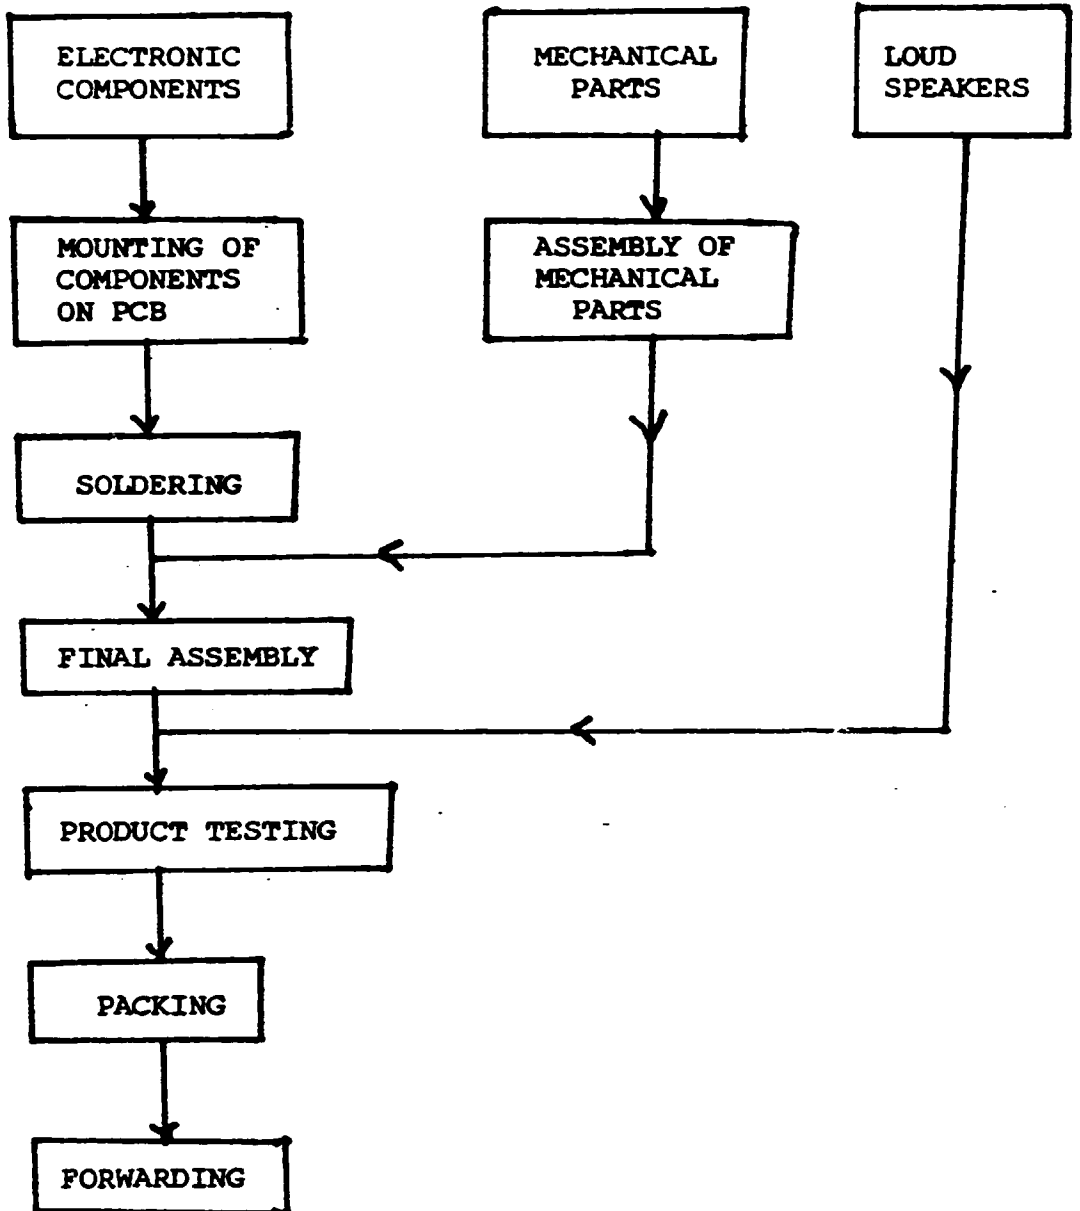 ELECTRONIC
COMPONENTS
MECHANICAL
PARTS
LOUD
SPEAKERS
MOUNTING OF
COMPONENTS
ON PCB
ASSEMBLY OF
MECHANICAL
PARTS
SOLDERING
FINAL ASSEMBLY
PRODUCT TESTING
PACKING
FORWARDING